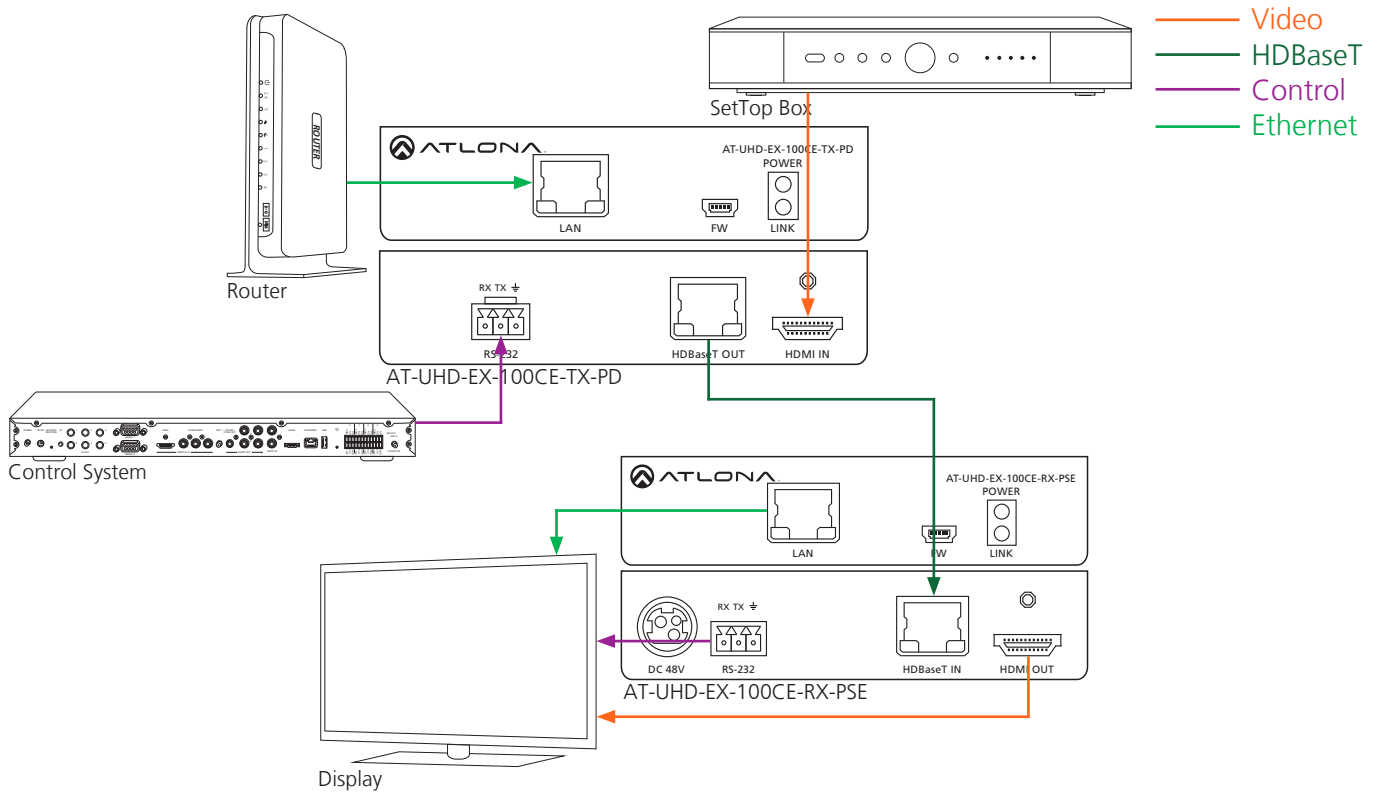 Video
HDBaseT
Control
Ethernet
SetTop Box
ROUTER
Router
ATLONA
AT-UHD-EX-100CE-TX-PD
POWER
LAN
FW
LINK
RX TX
RS-232
HDBaseT OUT
HDMI IN
AT-UHD-EX-100CE-TX-PD
Control System
ATLONA
AT-UHD-EX-100CE-RX-PSE
POWER
LAN
FW
LINK
RX TX
DC 48V
RS-232
HDBaseT IN
HDMI OUT
AT-UHD-EX-100CE-RX-PSE
Display